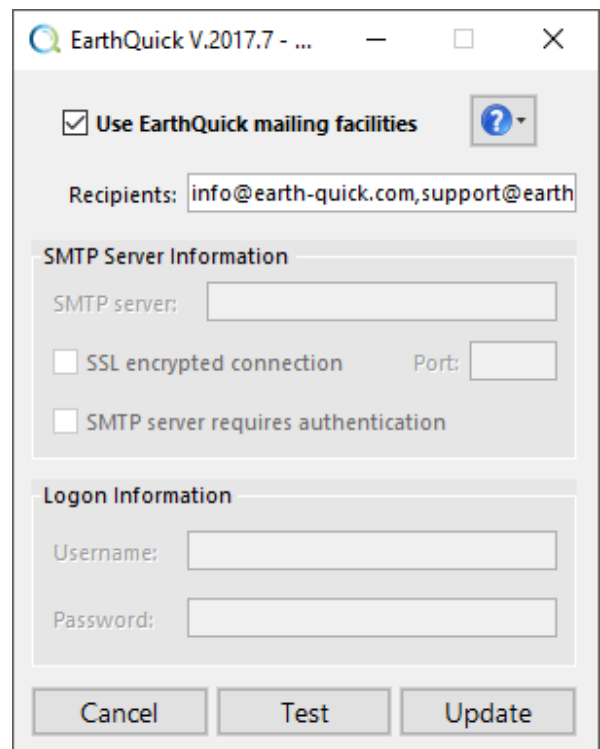 EarthQuick V.2017.7 - ...
Use EarthQuick mailing facilities
?
Recipients: info@earth-quick.com,support@earth
SMTP Server Information
SMTP server:
SSL encrypted connection Port:
SMTP server requires authentication
Logon Information
Username:
Password:
Cancel Test Update